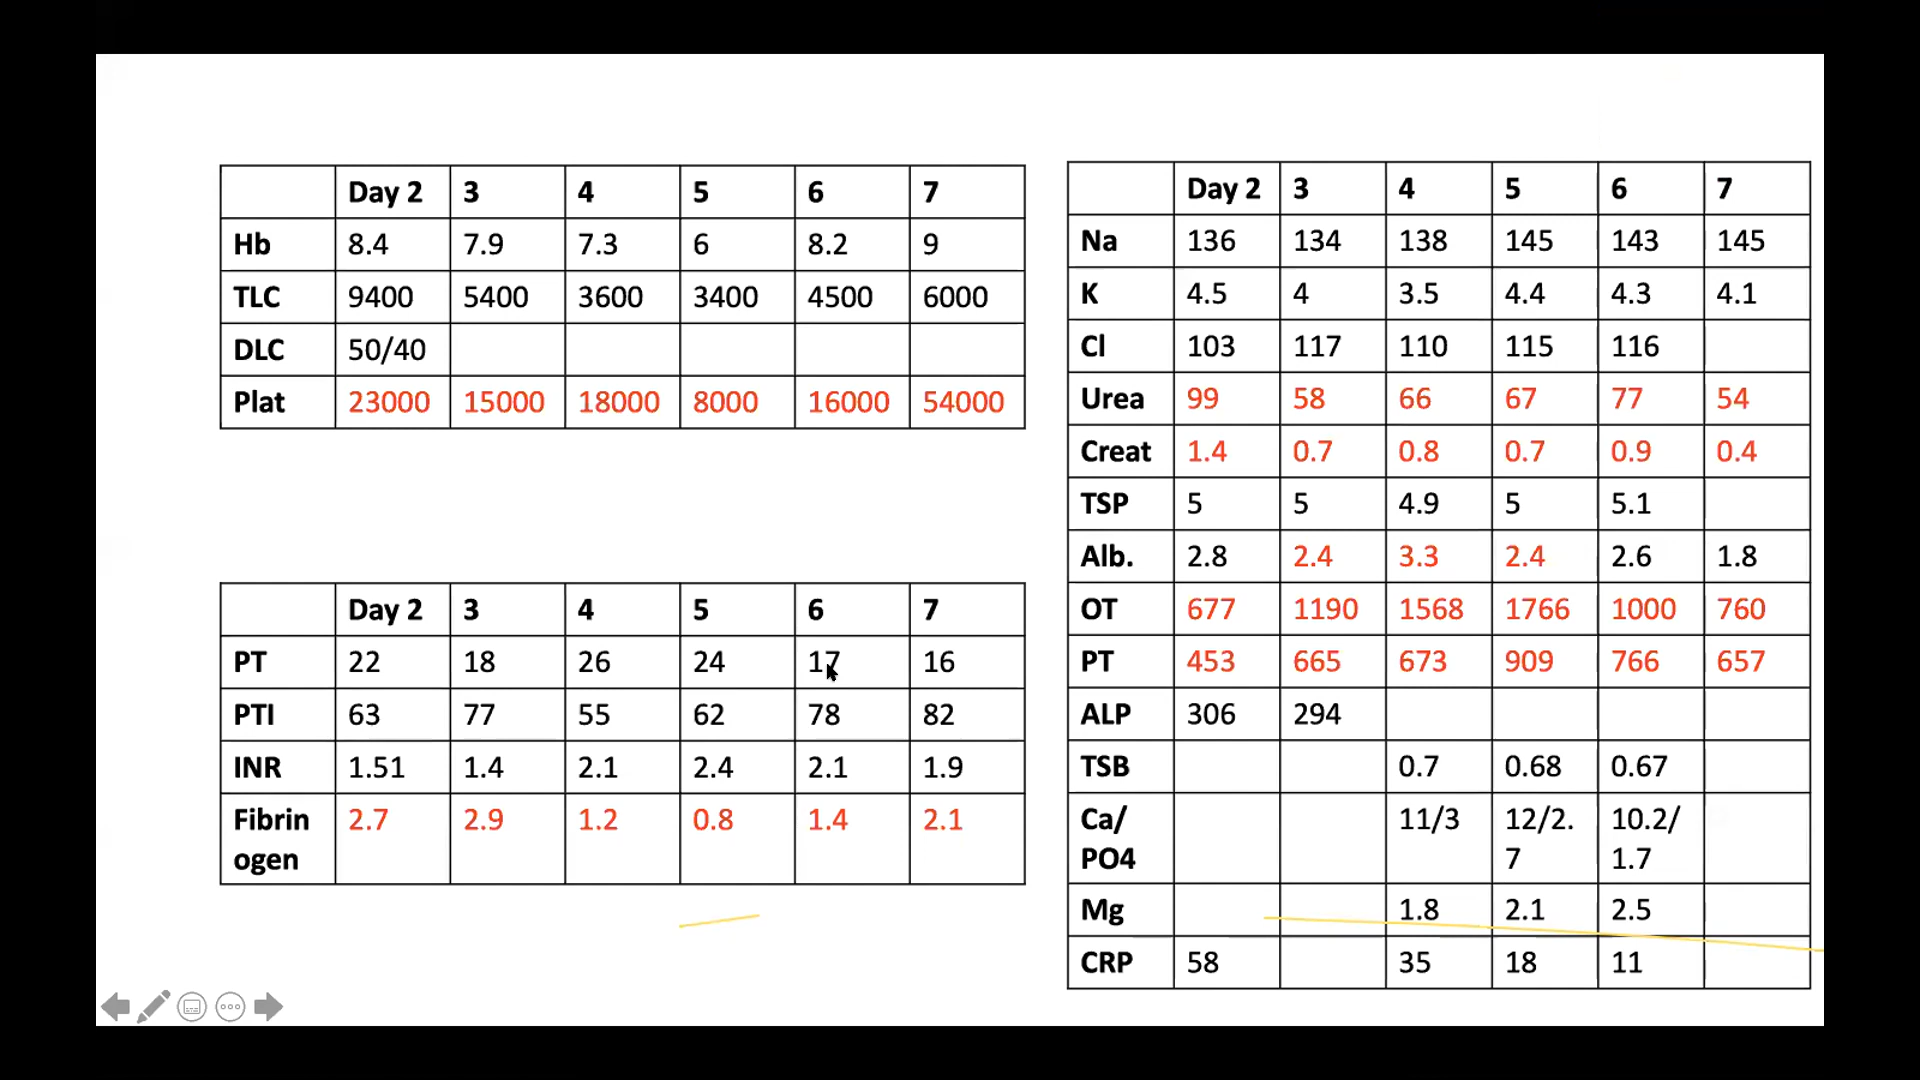 Day 2 3 4 5 6 7
Hb 8.4 7.9 7.3 6 8.2 9
TLC 9400 5400 3600 3400 4500 6000
DLC 50/40
Plat 23000 15000 18000 8000 16000 54000
Day 2 3 4 5 6 7
PT 22 18 26 24 17 16
PTI 63 77 55 62 78 82
INR 1.51 1.4 2.1 2.4 2.1 1.9
Fibrin 2.7 2.9 1.2 0.8 1.4 2.1
ogen
Day 2 3 4 5 6 7
Na 136 134 138 145 143 145
K 4.5 4 3.5 4.4 4.3 4.1
Cl 103 117 110 115 116
Urea 99 58 66 67 77 54
Creat 1.4 0.7 0.8 0.7 0.9 0.4
TSP 5 5 4.9 5 5.1
Alb. 2.8 2.4 3.3 2.4 2.6 1.8
OT 677 1190 1568 1766 1000 760
PT 453 665 673 909 766 657
ALP 306 294
TSB 0.7 0.68 0.67
Ca/ 11/3 12/2. 10.2/
PO4 7 1.7
Mg 1.8 2.1 2.5
CRP 58 35 18 11